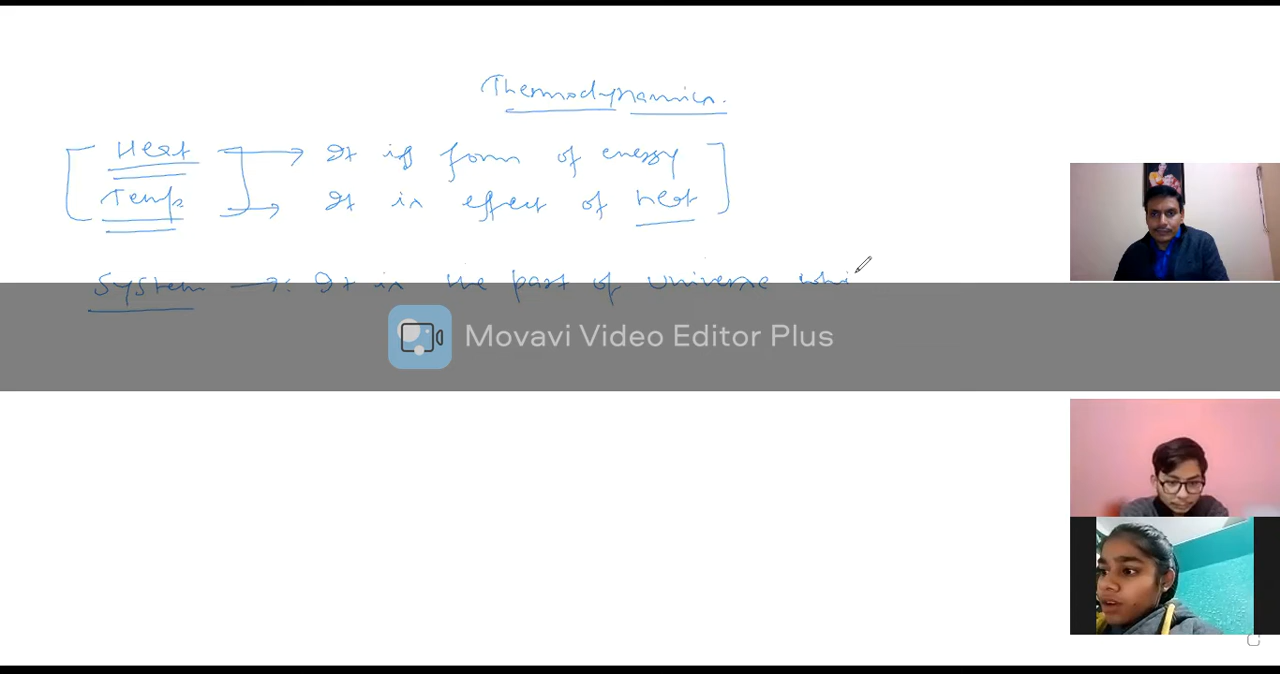 Thermodynamics.
Heat → It is form of energy
Temp → It is effect of heat
System →: It is the part of universe whi
Movavi Video Editor Plus